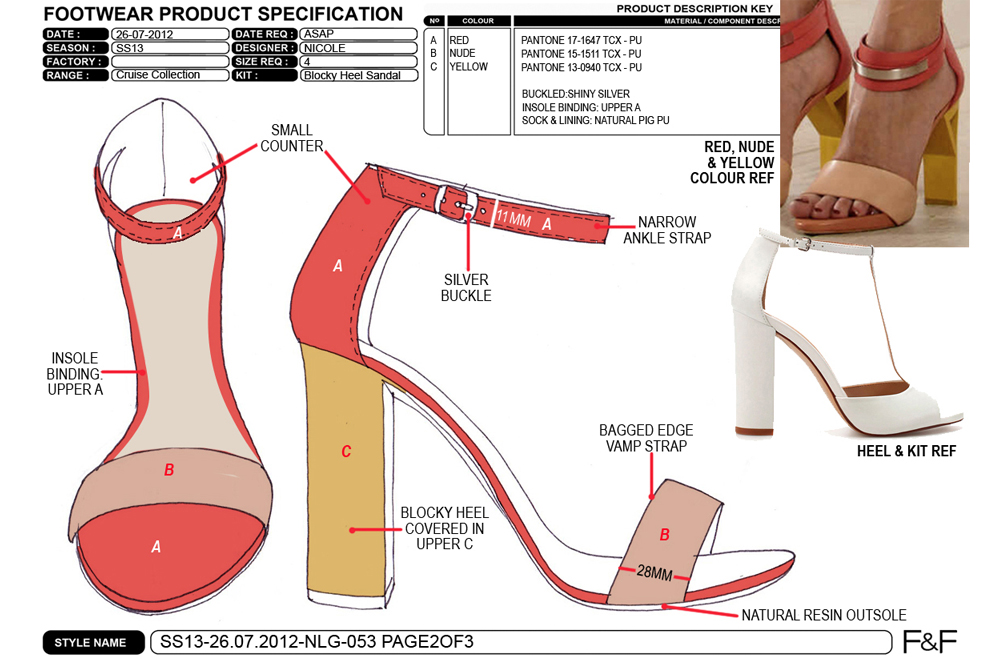 FOOTWEAR PRODUCT SPECIFICATION
DATE : 26-07-2012 DATE REQ : ASAP
SEASON : SS13 DESIGNER : NICOLE
FACTORY : SIZE REQ : 4
RANGE : Cruise Collection KIT : Blocky Heel Sandal
PRODUCT DESCRIPTION KEY
Nº COLOUR MATERIAL / COMPONENT DESCR
A RED PANTONE 17-1647 TCX - PU
B NUDE PANTONE 15-1511 TCX - PU
C YELLOW PANTONE 13-0940 TCX - PU
BUCKLED:SHINY SILVER
INSOLE BINDING: UPPER A
SOCK & LINING: NATURAL PIG PU
RED, NUDE
& YELLOW
COLOUR REF
SMALL
COUNTER
A
11MM A
NARROW
ANKLE STRAP
A
SILVER
BUCKLE
INSOLE
BINDING:
UPPER A
HEEL & KIT REF
BAGGED EDGE
VAMP STRAP
B
C
BLOCKY HEEL
COVERED IN
UPPER C
B
A
28MM
NATURAL RESIN OUTSOLE
STYLE NAME SS13-26.07.2012-NLG-053 PAGE2OF3
F&F